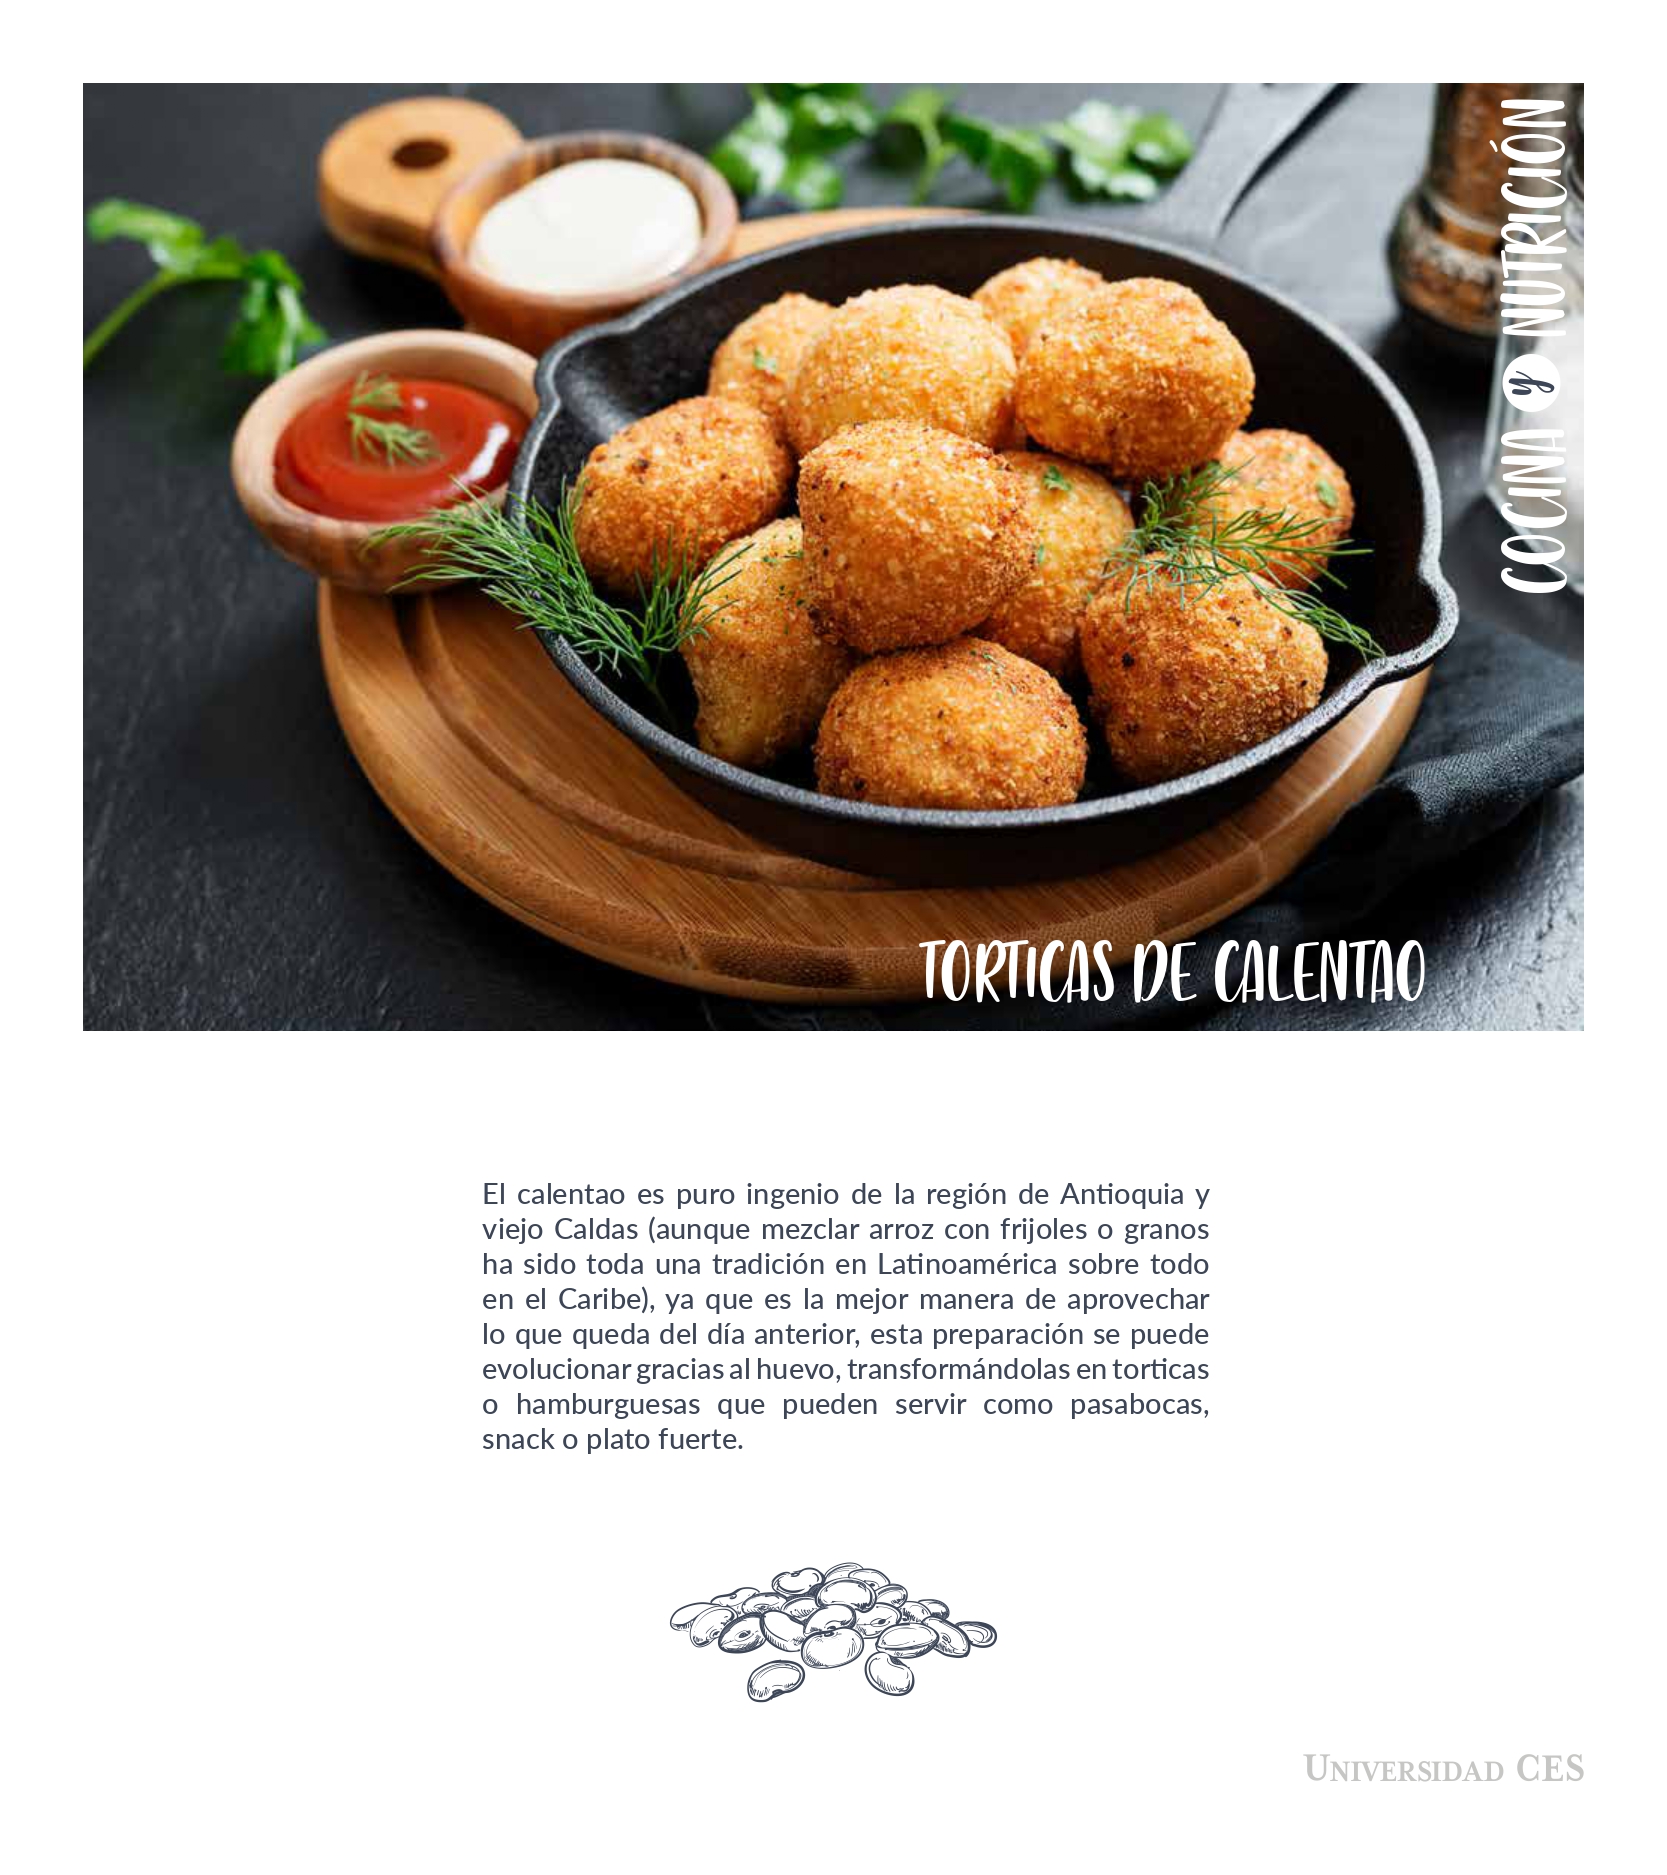 COCINA y NUTRICIÓN
TORTICAS DE CALENTAO
El calentao es puro ingenio de la región de Antioquia y
viejo Caldas (aunque mezclar arroz con frijoles o granos
ha sido toda una tradición en Latinoamérica sobre todo
en el Caribe), ya que es la mejor manera de aprovechar
lo que queda del día anterior, esta preparación se puede
evolucionar gracias al huevo, transformándolas en torticas
o hamburguesas que pueden servir como pasabocas,
snack o plato fuerte.
UNIVERSIDAD CES